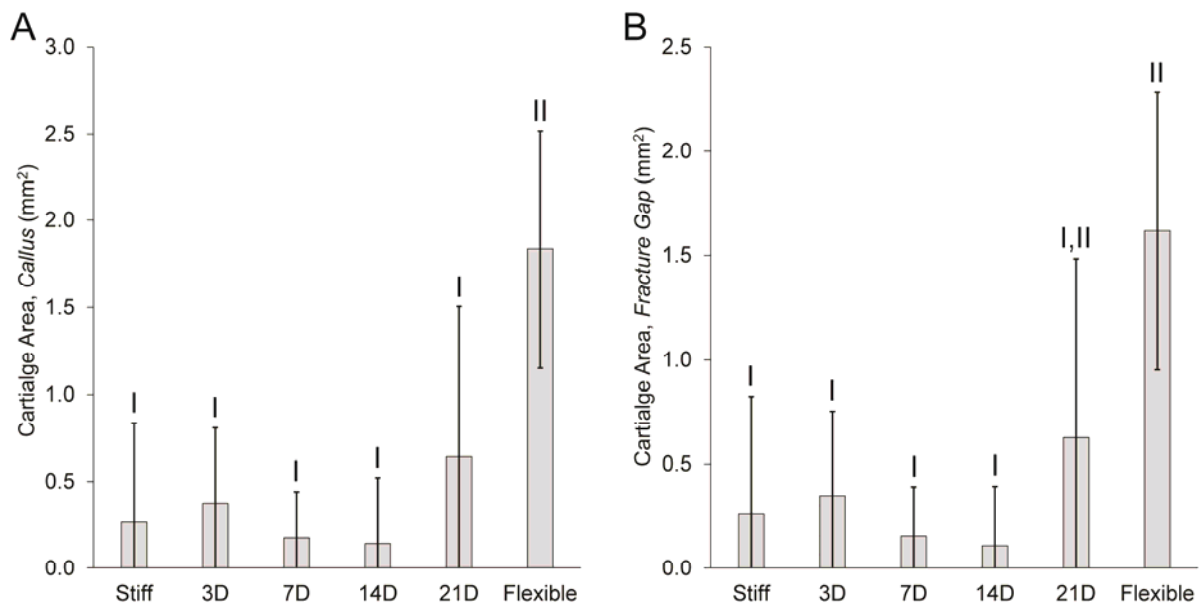 A
Cartialge Area, Callus (mm²)
3.0
2.5
2.0
1.5
1.0
0.5
0.0
I
I
I
I
I
II
Stiff 3D 7D 14D 21D Flexible
B
Cartialge Area, Fracture Gap (mm²)
2.5
2.0
1.5
1.0
0.5
0.0
I
I
I
I
I,II
II
Stiff 3D 7D 14D 21D Flexible